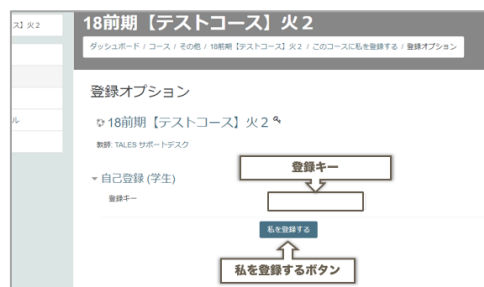 ス】火2
18前期【テストコース】火2
ダッシュボード / コース / その他 / 18前期【テストコース】火2 / このコースに私を登録する / 登録オプション
登録オプション
ル
18前期【テストコース】火2
教師: TALES サポートデスク
登録キー
自己登録 (学生)
登録キー
私を登録する
私を登録するボタン